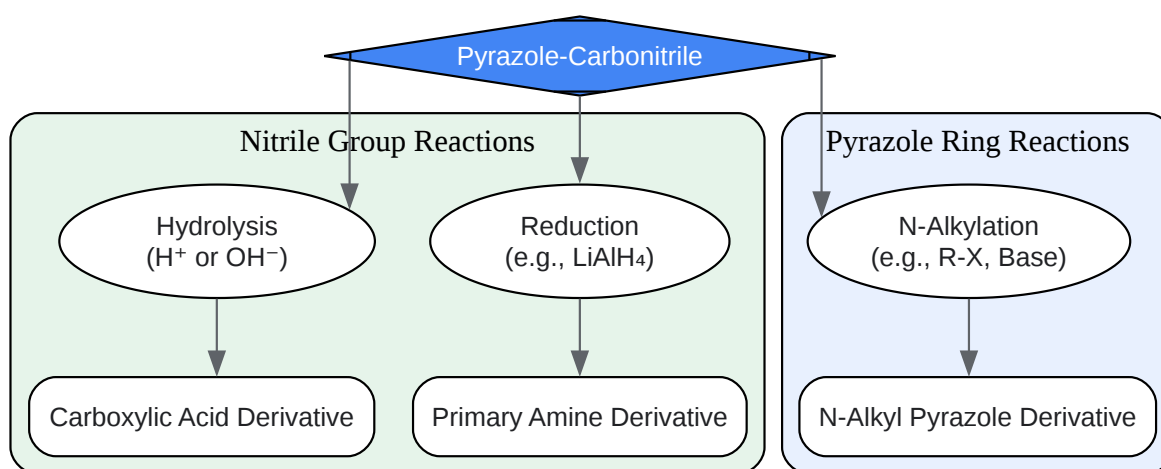 Pyrazole-Carbonitrile
Nitrile Group Reactions
Pyrazole Ring Reactions
Hydrolysis
(H⁺ or OH⁻)
Reduction
(e.g., LiAlH₄)
N-Alkylation
(e.g., R-X, Base)
Carboxylic Acid Derivative
Primary Amine Derivative
N-Alkyl Pyrazole Derivative